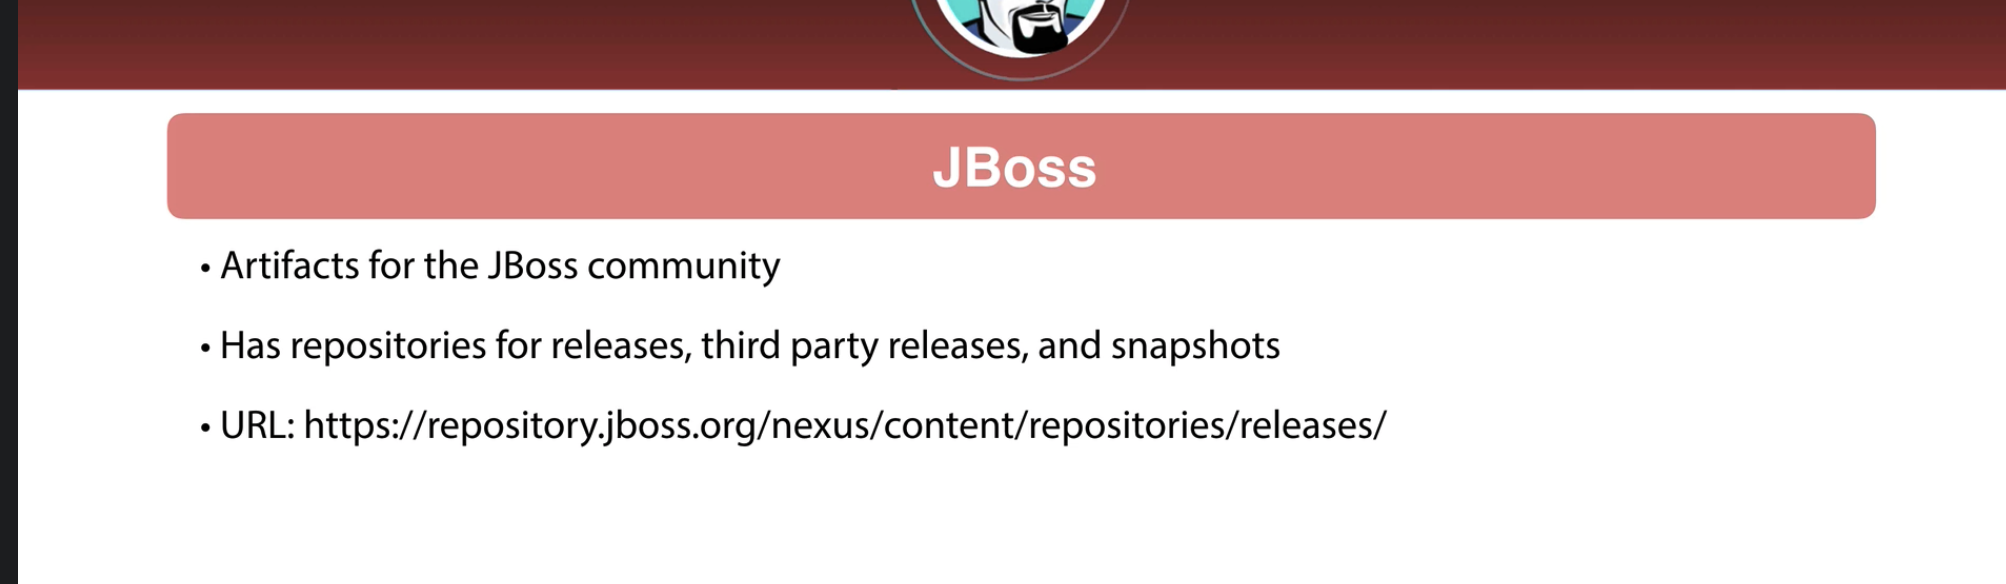 JBoss
• Artifacts for the JBoss community
• Has repositories for releases, third party releases, and snapshots
• URL: https://repository.jboss.org/nexus/content/repositories/releases/